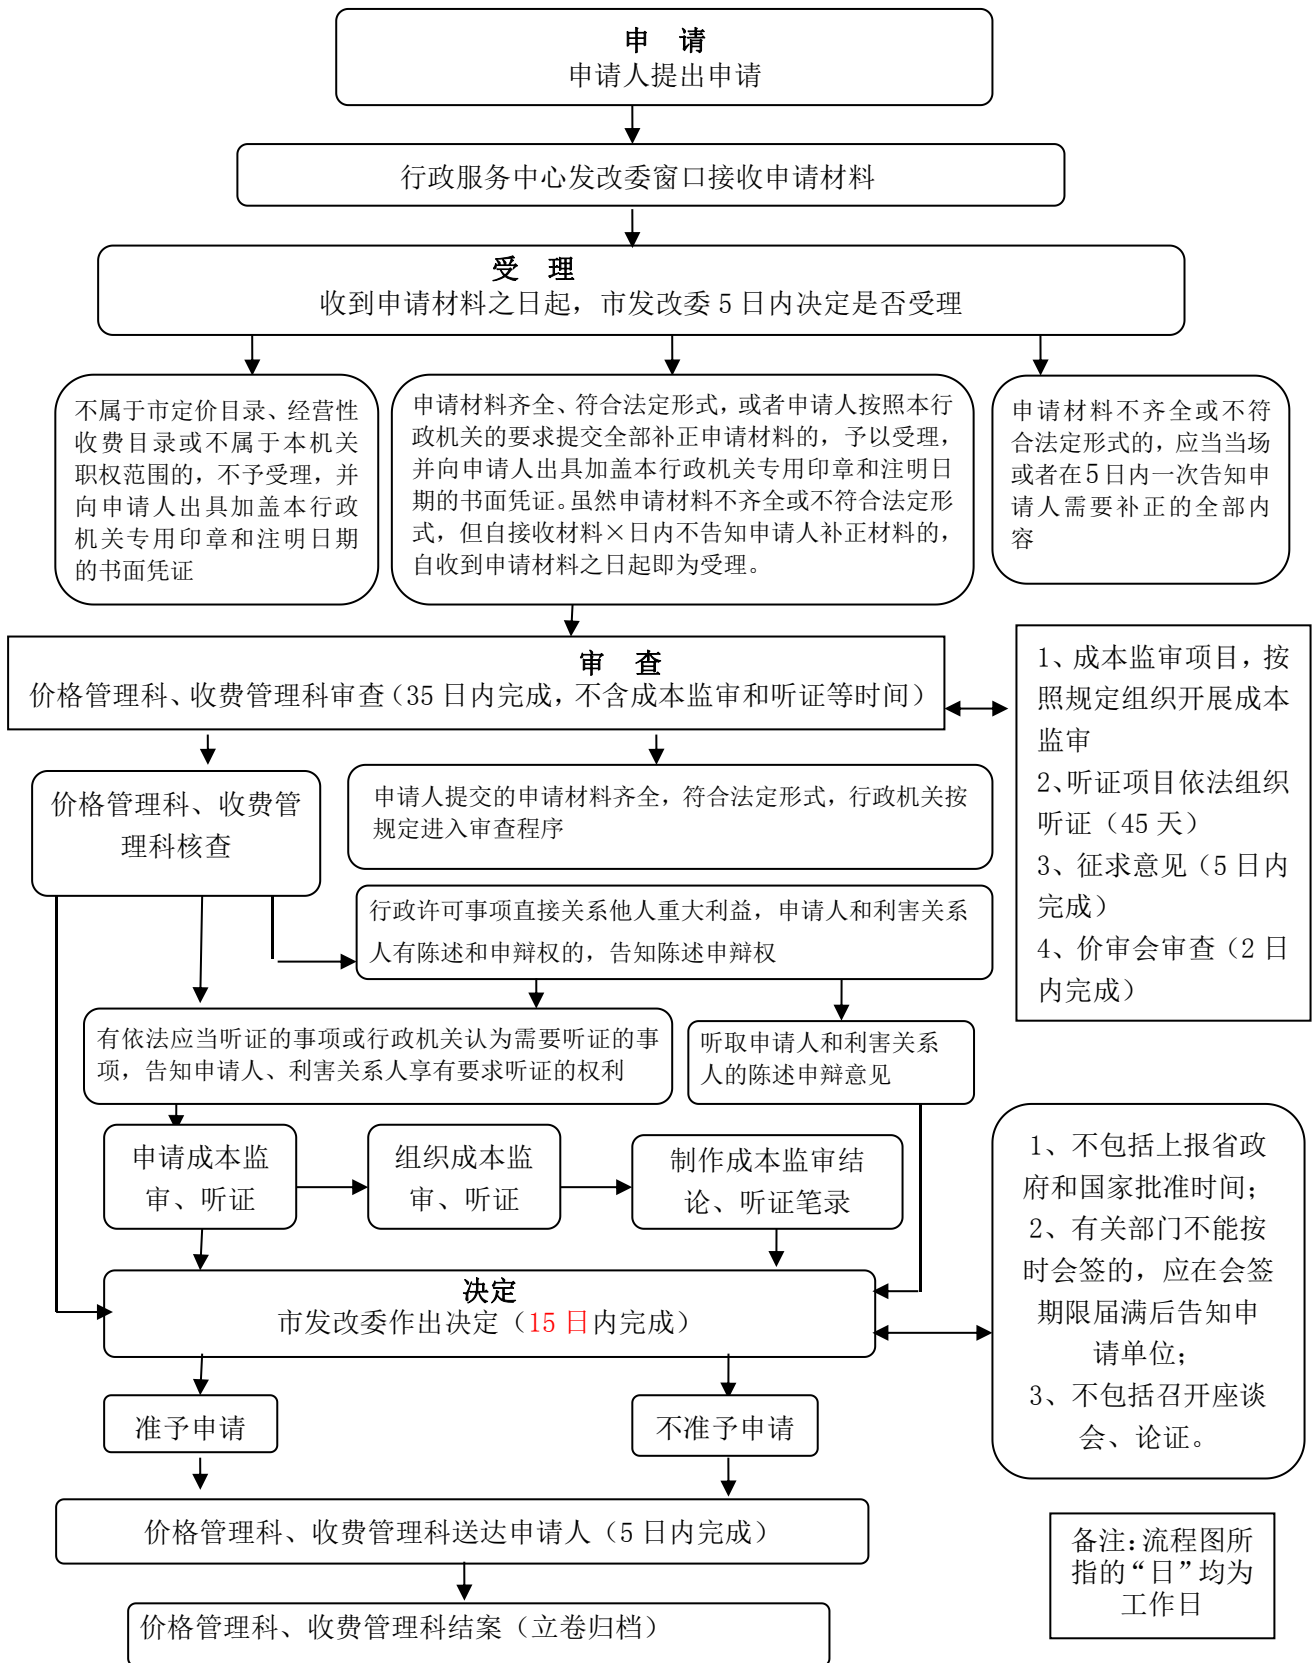 申 请
申请人提出申请
行政服务中心发改委窗口接收申请材料
受 理
收到申请材料之日起，市发改委 5 日内决定是否受理
不属于市定价目录、经营性
收费目录或不属于本机关
职权范围的，不予受理，并
向申请人出具加盖本行政
机关专用印章和注明日期
的书面凭证
申请材料齐全、符合法定形式，或者申请人按照本行
政机关的要求提交全部补正申请材料的，予以受理，
并向申请人出具加盖本行政机关专用印章和注明日
期的书面凭证。虽然申请材料不齐全或不符合法定形
式，但自接收材料×日内不告知申请人补正材料的，
自收到申请材料之日起即为受理。
申请材料不齐全或不符
合法定形式的，应当当场
或者在5日内一次告知申
请人需要补正的全部内
容
审 查
价格管理科、收费管理科审查（35 日内完成，不含成本监审和听证等时间）
1、成本监审项目，按
照规定组织开展成本
监审
2、听证项目依法组织
听证（45 天）
3、征求意见（5 日内
完成）
4、价审会审查（2 日
内完成）
价格管理科、收费管
理科核查
申请人提交的申请材料齐全，符合法定形式，行政机关按
规定进入审查程序
行政许可事项直接关系他人重大利益，申请人和利害关系
人有陈述和申辩权的，告知陈述申辩权
有依法应当听证的事项或行政机关认为需要听证的事
项，告知申请人、利害关系人享有要求听证的权利
听取申请人和利害关系
人的陈述申辩意见
申请成本监
审、听证
组织成本监
审、听证
制作成本监审结
论、听证笔录
1、不包括上报省政
府和国家批准时间；
2、有关部门不能按
时会签的，应在会签
期限届满后告知申
请单位；
3、不包括召开座谈
会、论证。
决定
市发改委作出决定（15 日内完成）
准予申请
不准予申请
价格管理科、收费管理科送达申请人（5 日内完成）
价格管理科、收费管理科结案（立卷归档）
备注：流程图所
指的“日”均为
工作日